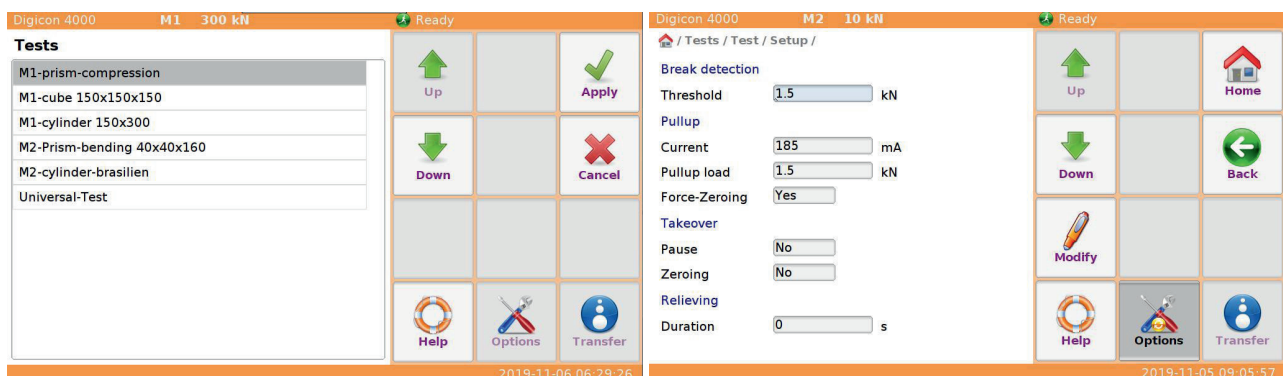 Digicon 4000 M1 300 kN Ready
Tests
M1-prism-compression
M1-cube 150x150x150
M1-cylinder 150x300
M2-Prism-bending 40x40x160
M2-cylinder-brasilien
Universal-Test
Up
Apply
Down
Cancel
Help
Options
Transfer
2019-11-06 06:29:26
Digicon 4000 M2 10 kN Ready
/ Tests / Test / Setup /
Break detection
Threshold 1.5 kN
Pullup
Current 185 mA
Pullup load 1.5 kN
Force-Zeroing Yes
Takeover
Pause No
Zeroing No
Relieving
Duration 0 s
Up
Home
Down
Back
Modify
Help
Options
Transfer
2019-11-05 09:05:57